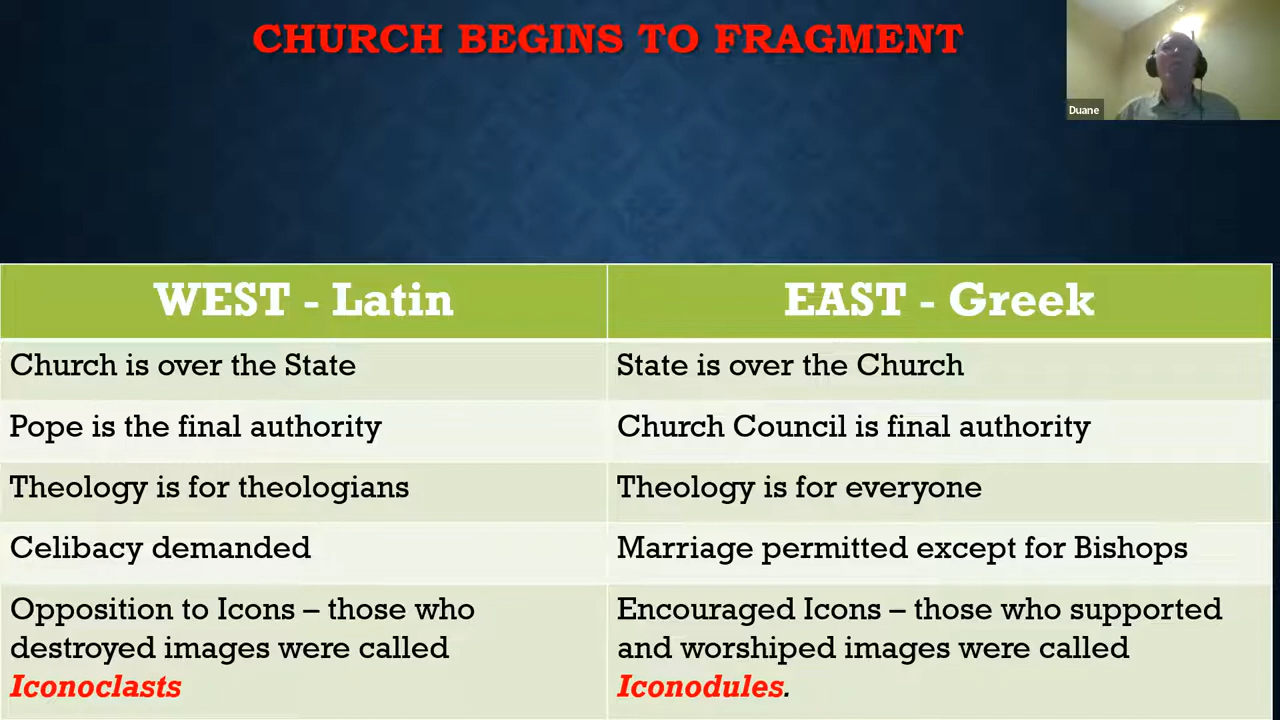 CHURCH BEGINS TO FRAGMENT
Duane
WEST - Latin
EAST - Greek
Church is over the State
State is over the Church
Pope is the final authority
Church Council is final authority
Theology is for theologians
Theology is for everyone
Celibacy demanded
Marriage permitted except for Bishops
Opposition to Icons – those who
destroyed images were called
Iconoclasts
Encouraged Icons – those who supported
and worshiped images were called
Iconodules.